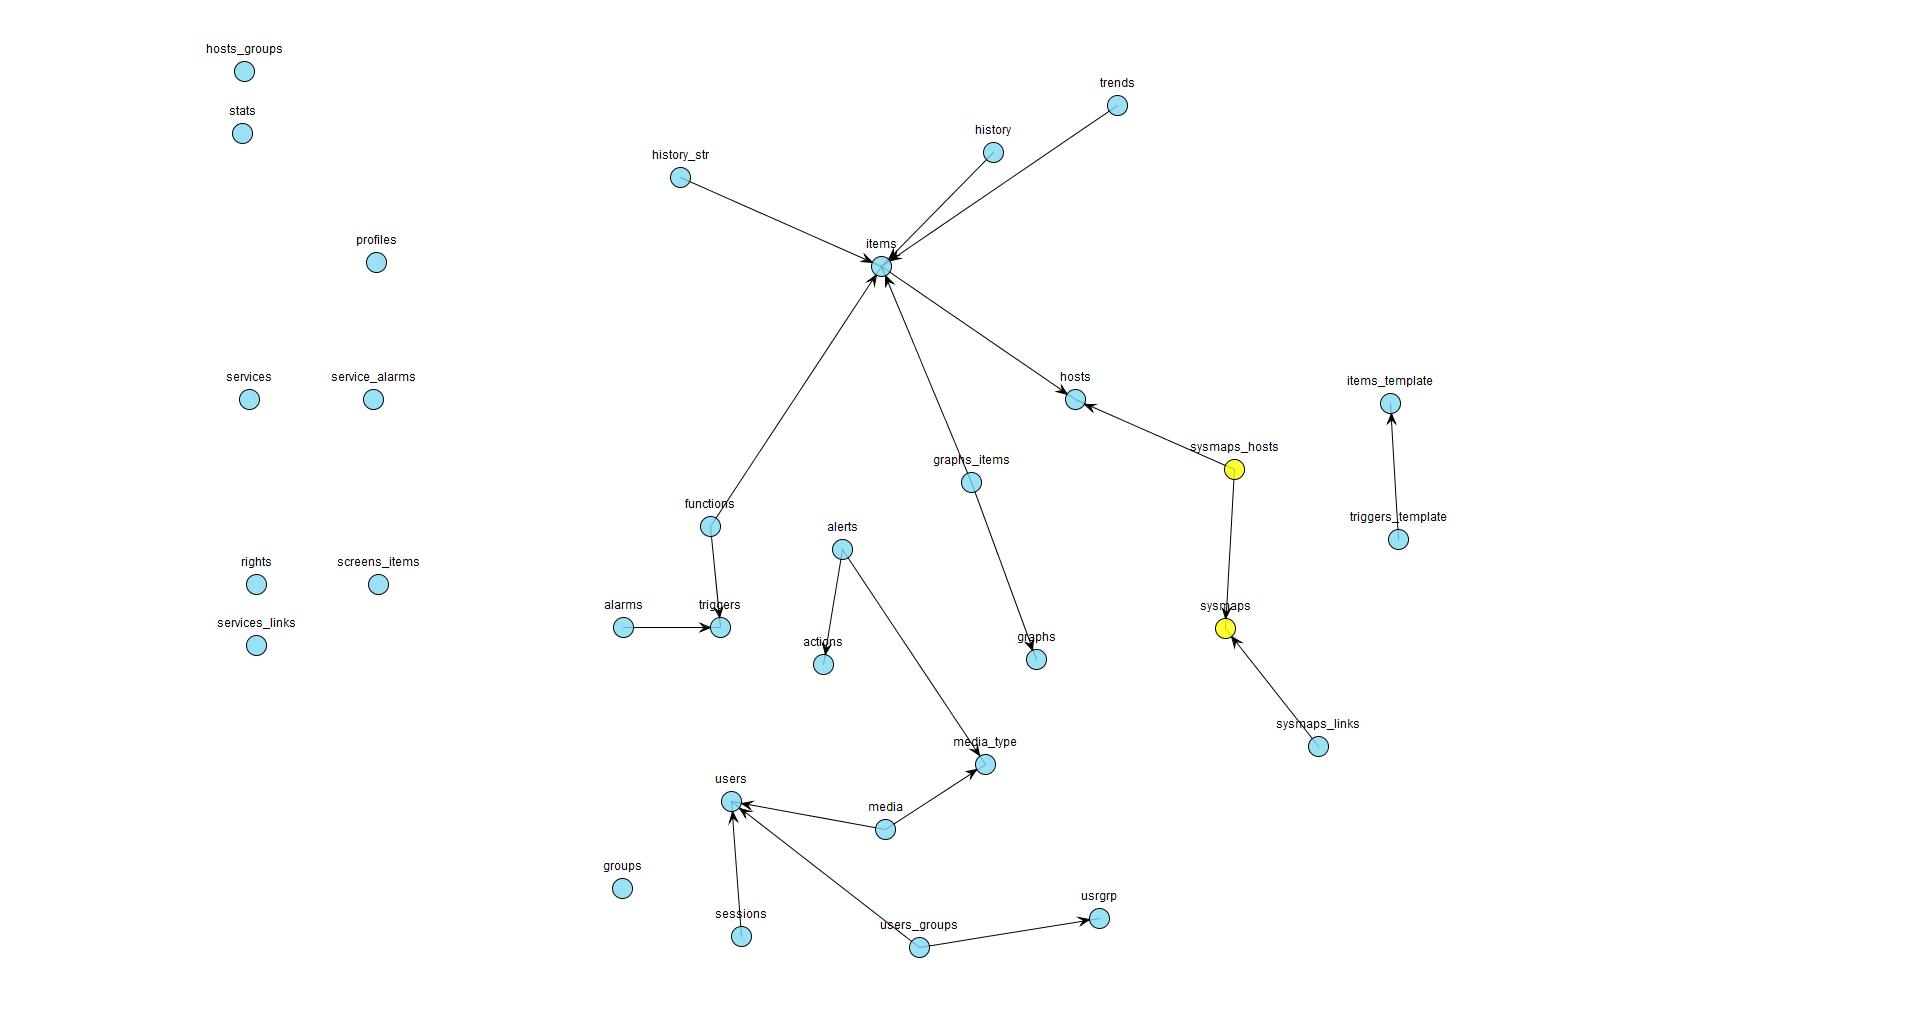 hosts_groups
stats
trends
history
history_str
profiles
items
services
service_alarms
hosts
items_template
sysmaps_hosts
graphs_items
functions
triggers_template
alerts
rights
screens_items
alarms
triggers
sysmaps
services_links
actions
graphs
sysmaps_links
media_type
users
media
groups
usrgrp
sessions
users_groups